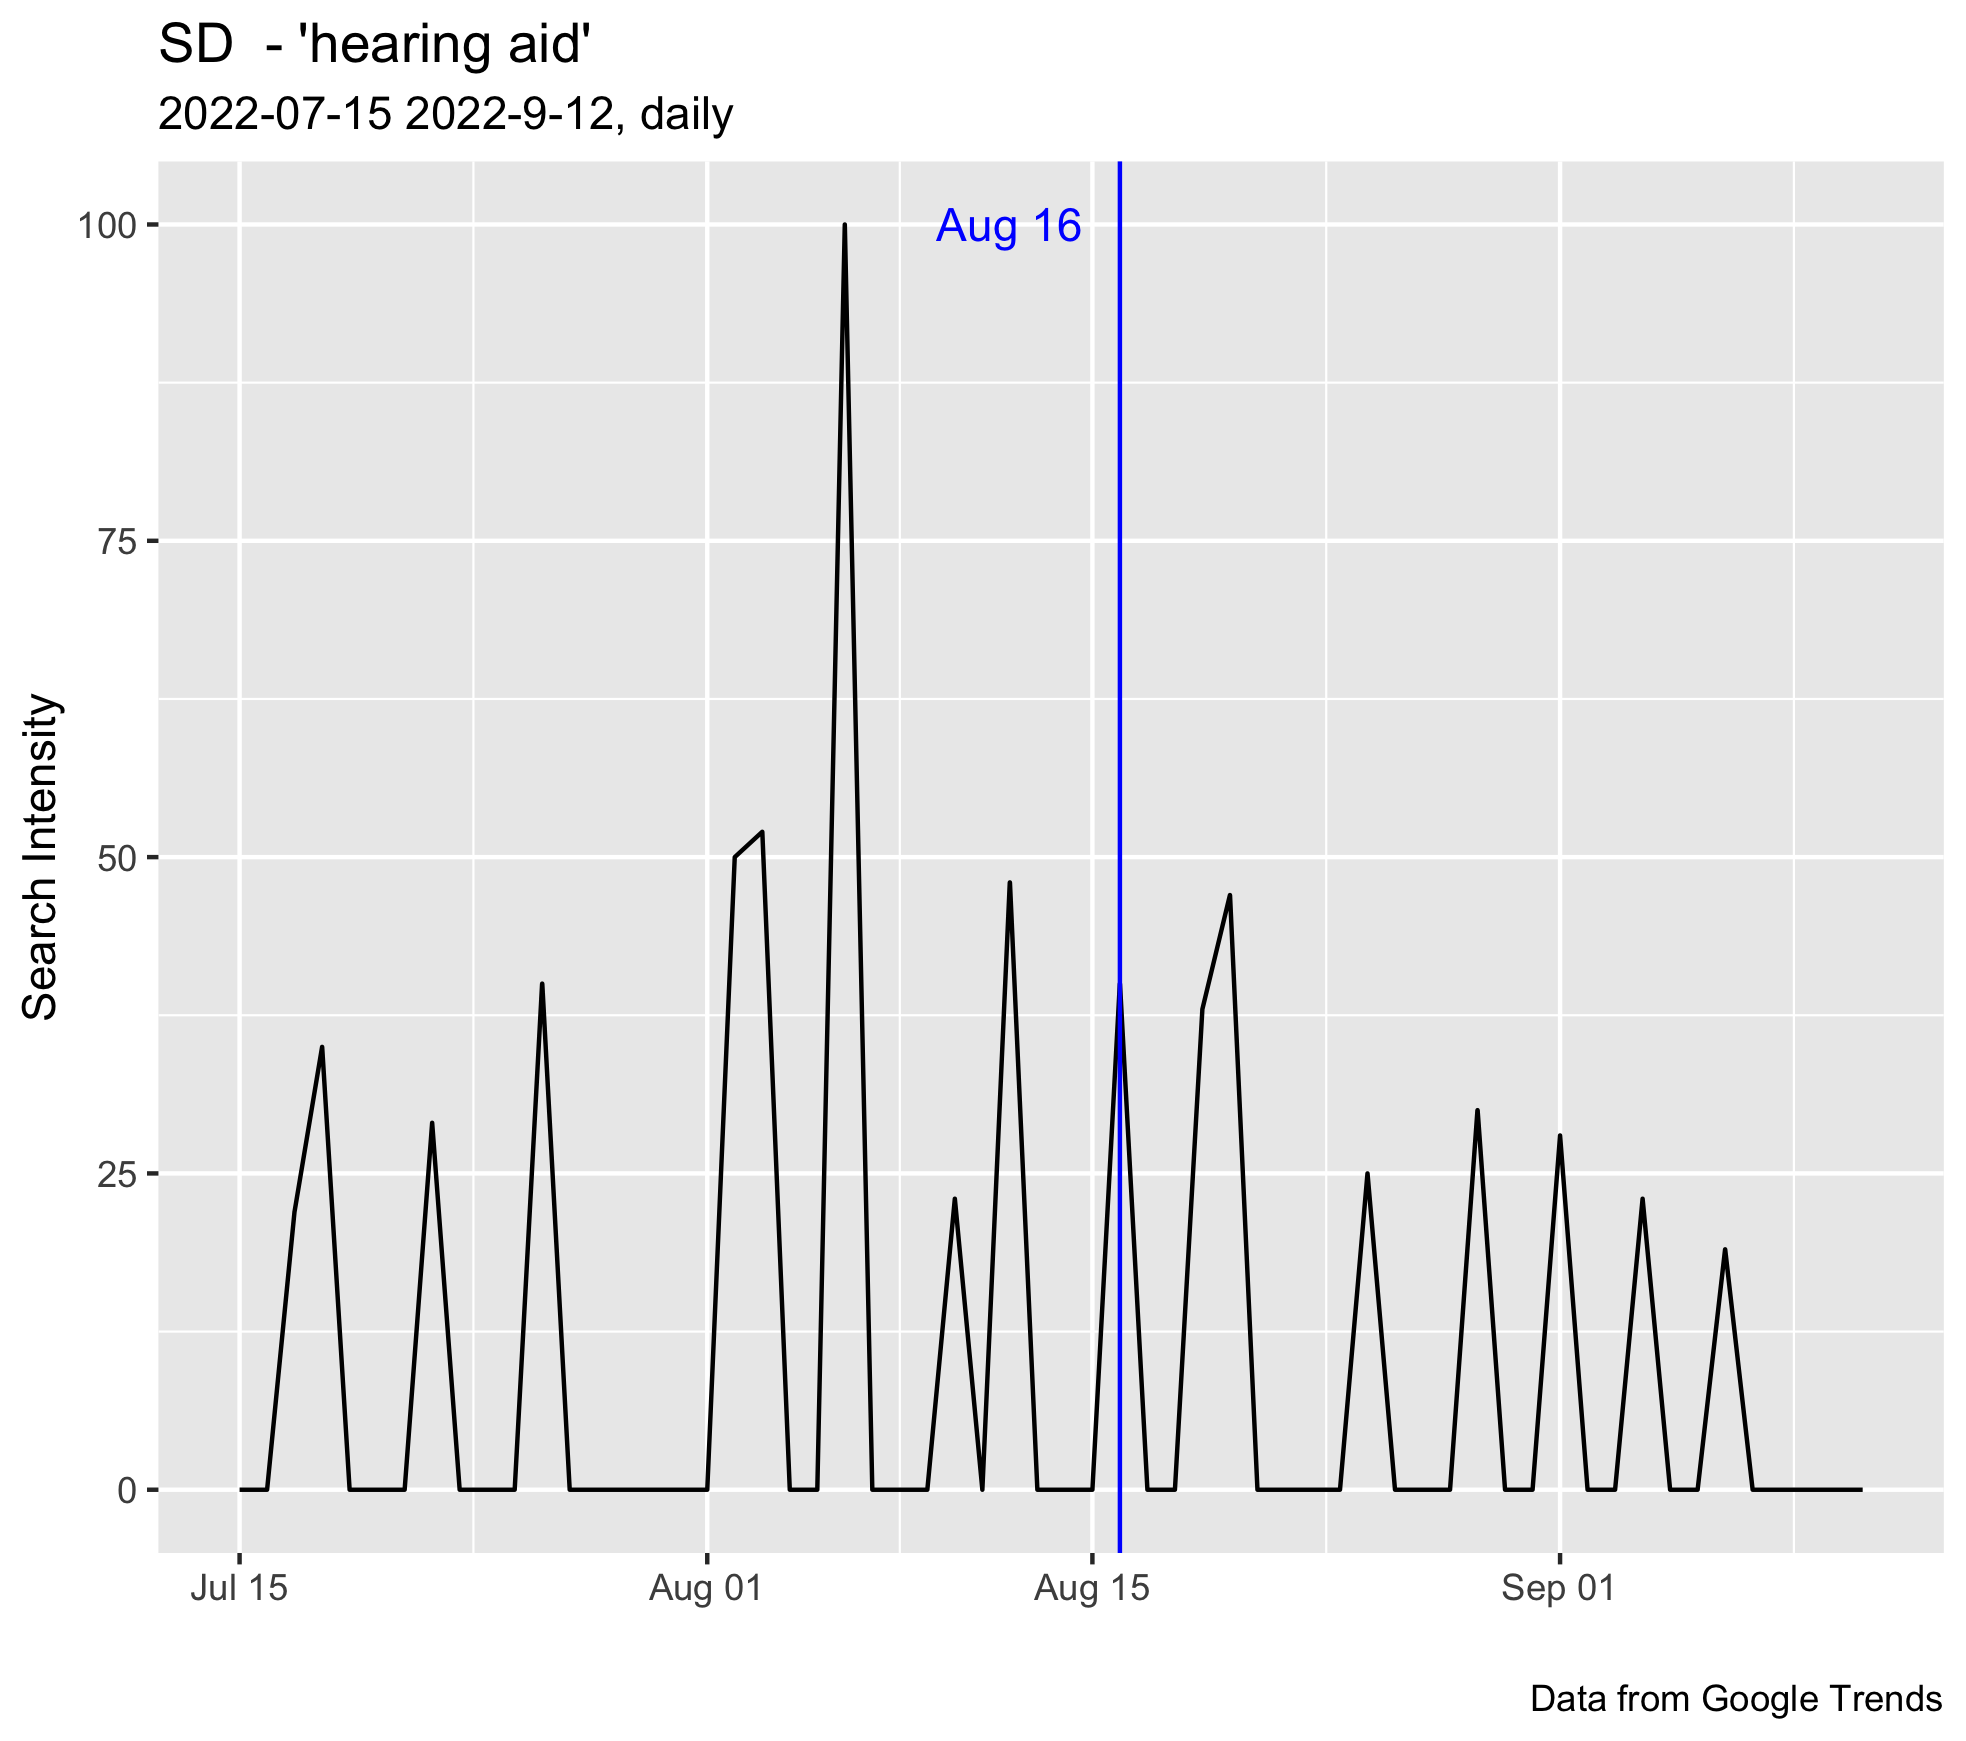 SD  - 'hearing aid'
2022-07-15 2022-9-12, daily
Search Intensity
100
75
50
25
0
Aug 16
Jul 15
Aug 01
Aug 15
Sep 01
Data from Google Trends